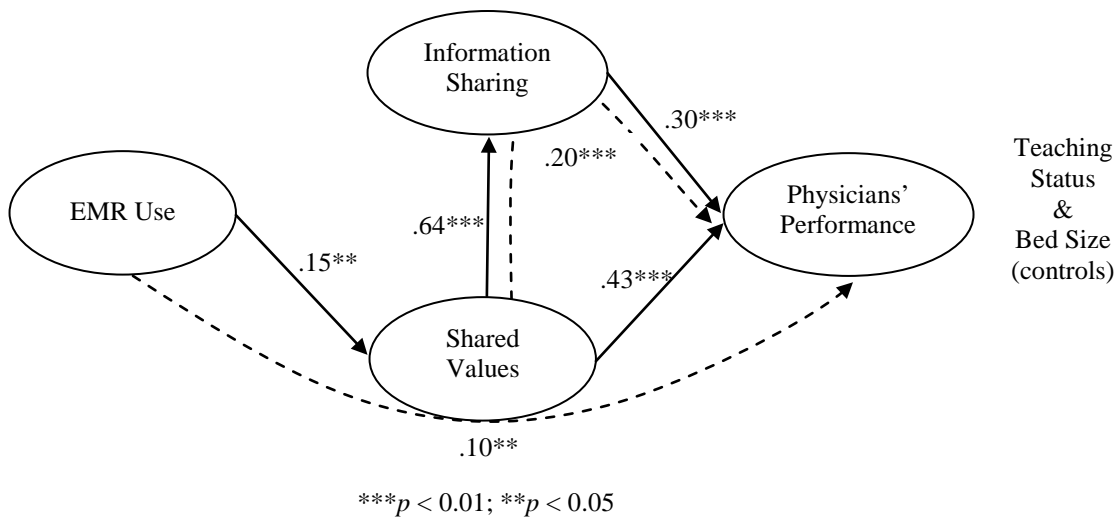 Information
Sharing
.30***
.20***
Teaching
Status
&
Bed Size
(controls)
EMR Use
Physicians’
Performance
.64***
.15**
.43***
Shared
Values
.10**
***p < 0.01; **p < 0.05